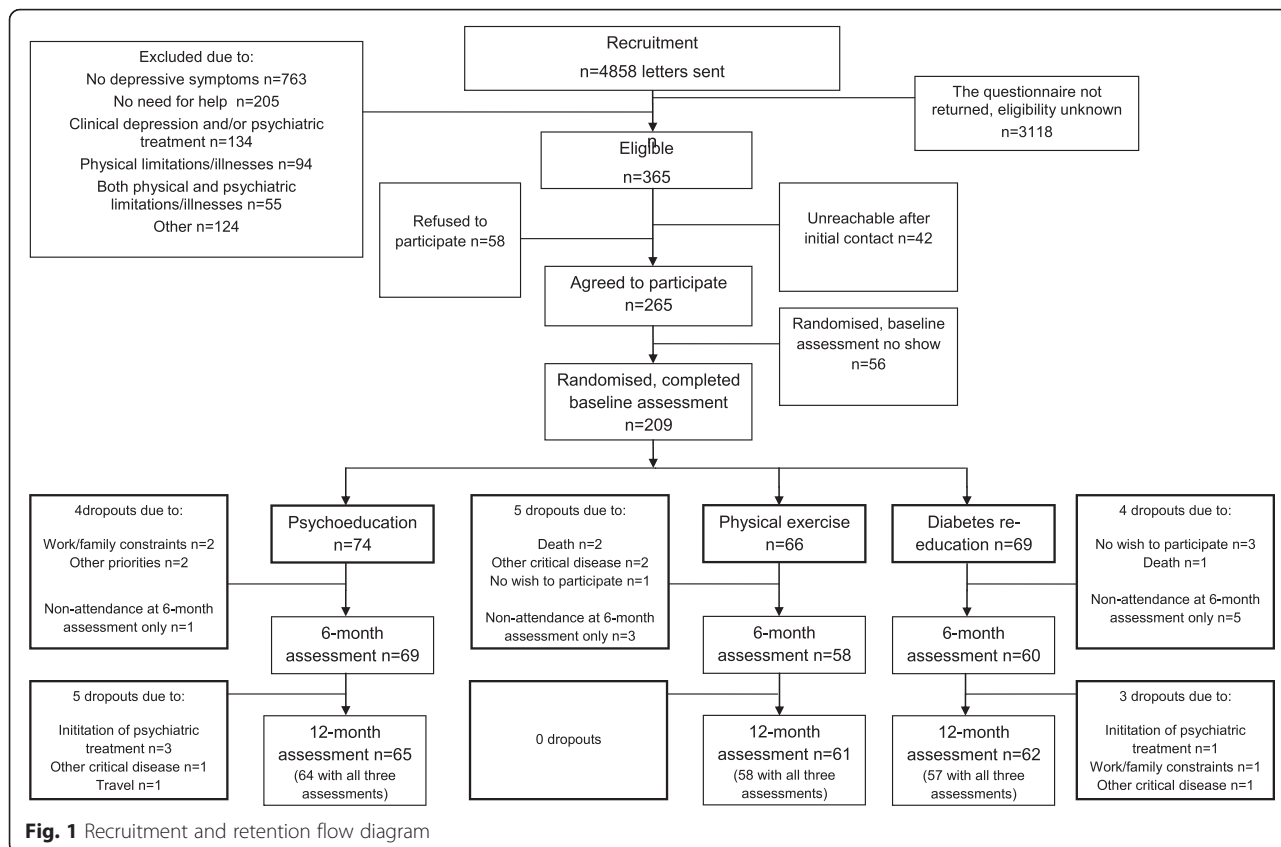 Recruitment
n=4858 letters sent
Excluded due to:
No depressive symptoms n=763
No need for help n=205
Clinical depression and/or psychiatric
treatment n=134
Physical limitations/illnesses n=94
Both physical and psychiatric
limitations/illnesses n=55
Other n=124
The questionnaire not
returned, eligibility unknown
n=3118
n
Eligible
n=365
Refused to
participate n=58
Unreachable after
initial contact n=42
Agreed to participate
n=265
Randomised, baseline
assessment no show
n=56
Randomised, completed
baseline assessment
n=209
4dropouts due to:
Work/family constraints n=2
Other priorities n=2
Non-attendance at 6-month
assessment only n=1
Psychoeducation
n=74
5 dropouts due to:
Death n=2
Other critical disease n=2
No wish to participate n=1
Non-attendance at 6-month
assessment only n=3
Physical exercise
n=66
Diabetes re-
education n=69
4 dropouts due to:
No wish to participate n=3
Death n=1
Non-attendance at 6-month
assessment only n=5
6-month
assessment n=69
6-month
assessment n=58
6-month
assessment n=60
5 dropouts due to:
Inititation of psychiatric
treatment n=3
Other critical disease n=1
Travel n=1
12-month
assessment n=65
(64 with all three
assessments)
0 dropouts
12-month
assessment n=61
(58 with all three
assessments)
12-month
assessment n=62
(57 with all three
assessments)
3 dropouts due to:
Inititation of psychiatric
treatment n=1
Work/family constraints n=1
Other critical disease n=1
Fig. 1 Recruitment and retention flow diagram